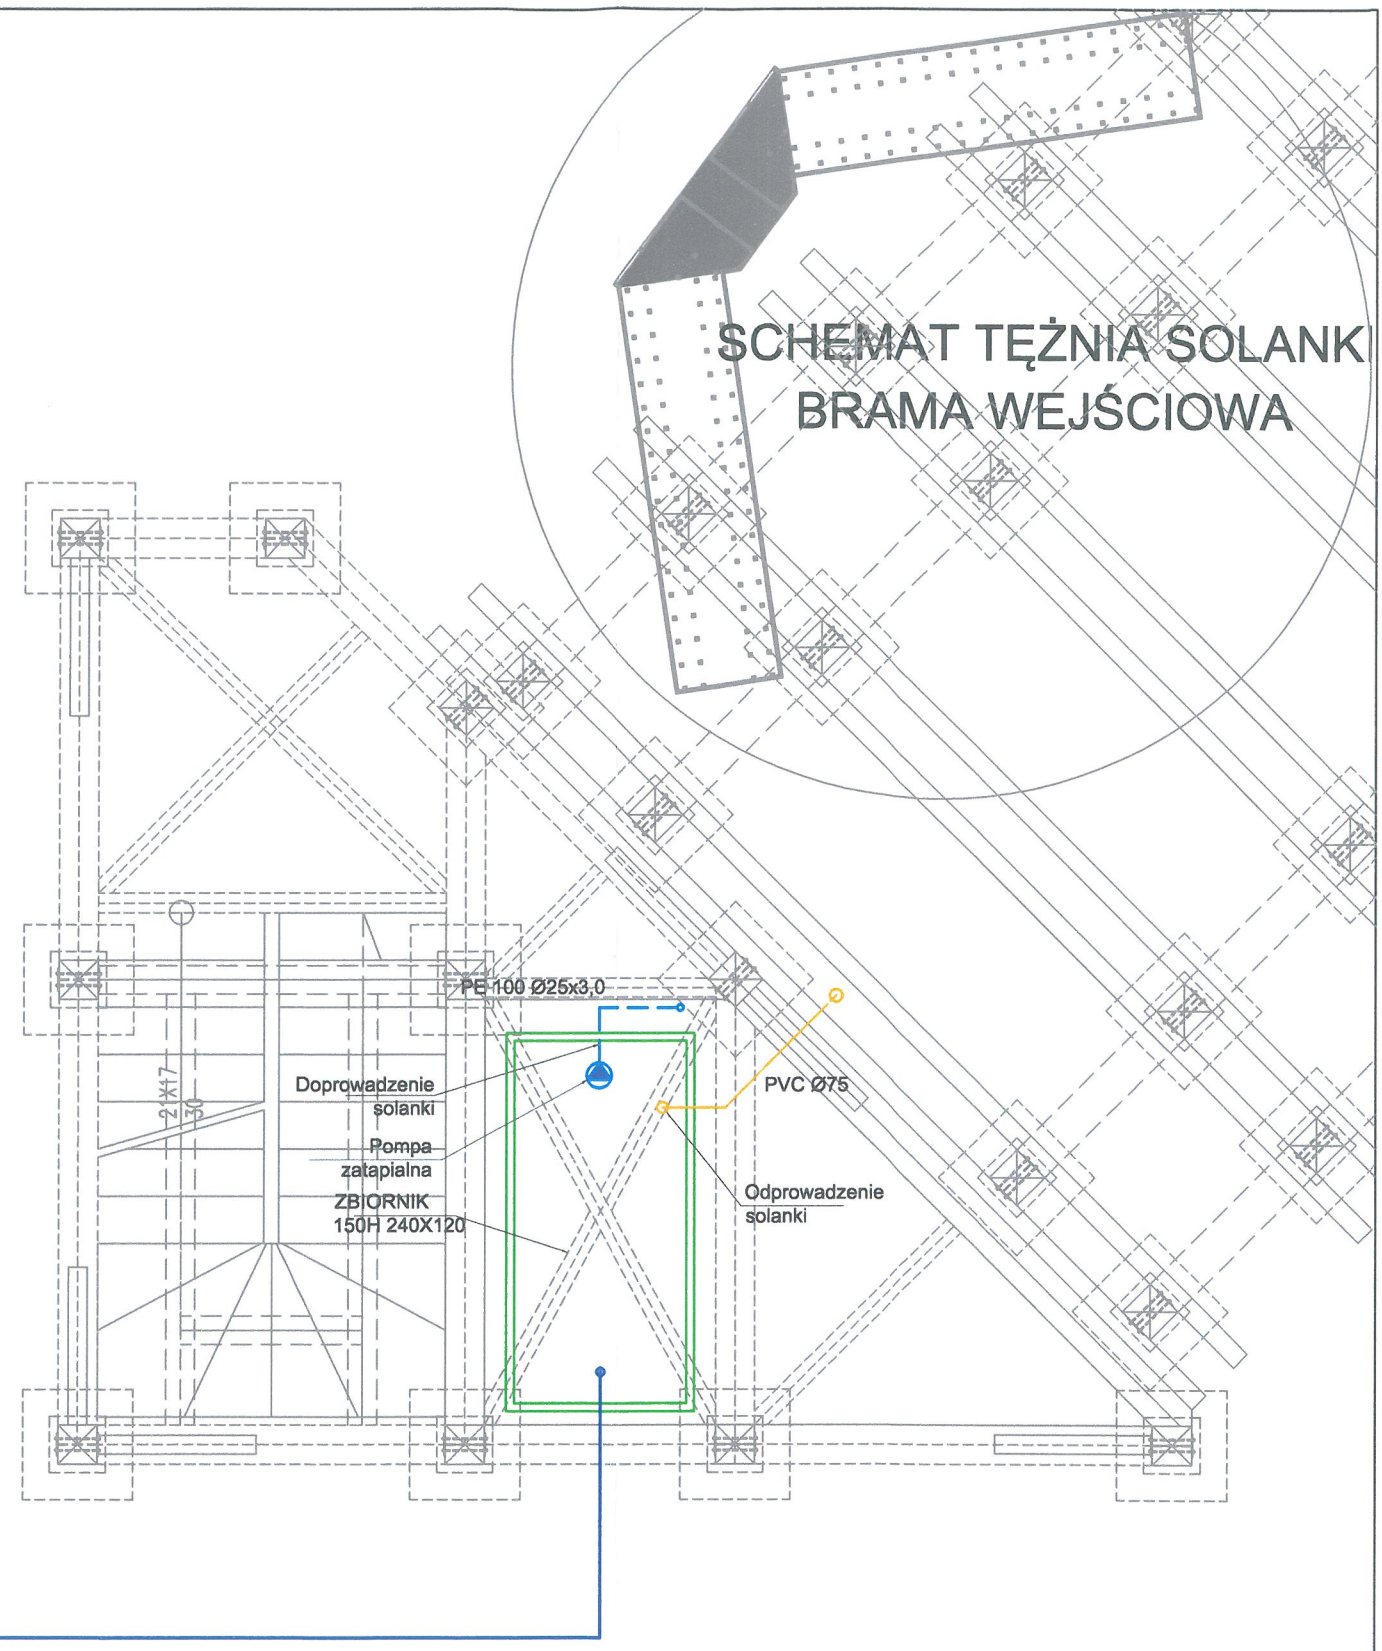 SCHEMAT TĘŻNIA SOLANKI
BRAMA WEJŚCIOWA
PE 100 Ø25x3,0
Doprowadzenie
solanki
PVC Ø75
21X17
30
Pompa
zatapialna
ZBIORNIK
150H 240X120
Odprowadzenie
solanki